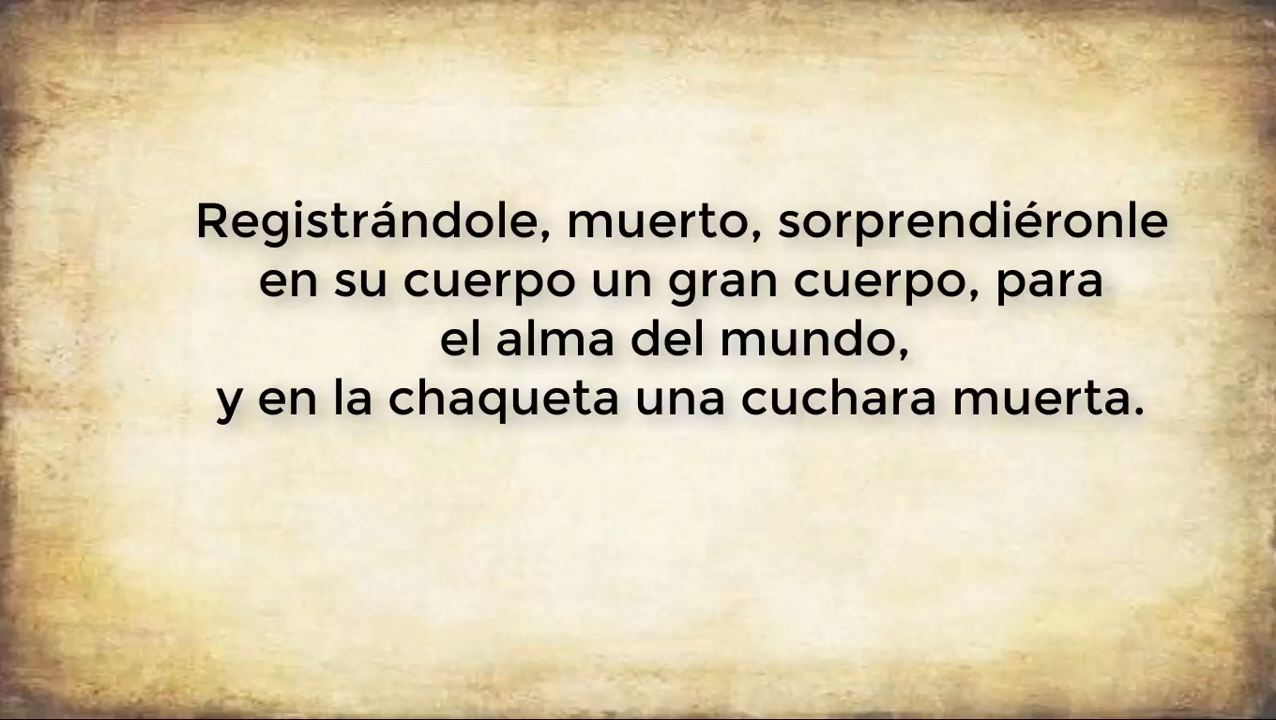 Registrándole, muerto, sorprendiéronle
en su cuerpo un gran cuerpo, para
el alma del mundo,
y en la chaqueta una cuchara muerta.